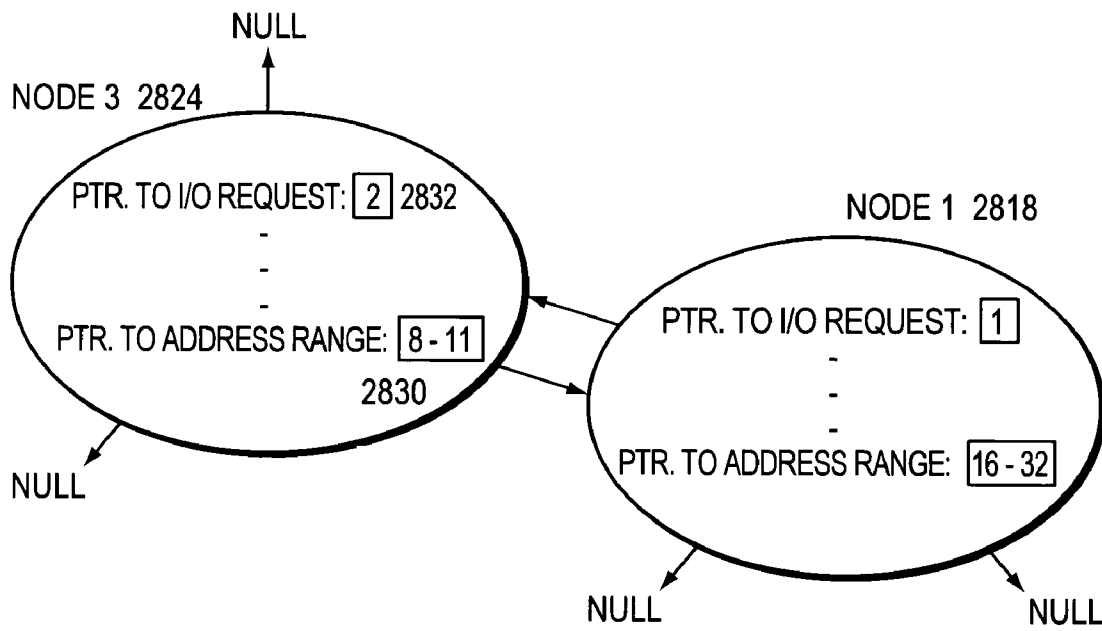 NULL
NODE 3 2824
PTR. TO I/O REQUEST: 2 2832
-
-
-
PTR. TO ADDRESS RANGE: 8 - 11
2830
NULL
NODE 1 2818
PTR. TO I/O REQUEST: 1
-
-
-
PTR. TO ADDRESS RANGE: 16 - 32
NULL
NULL